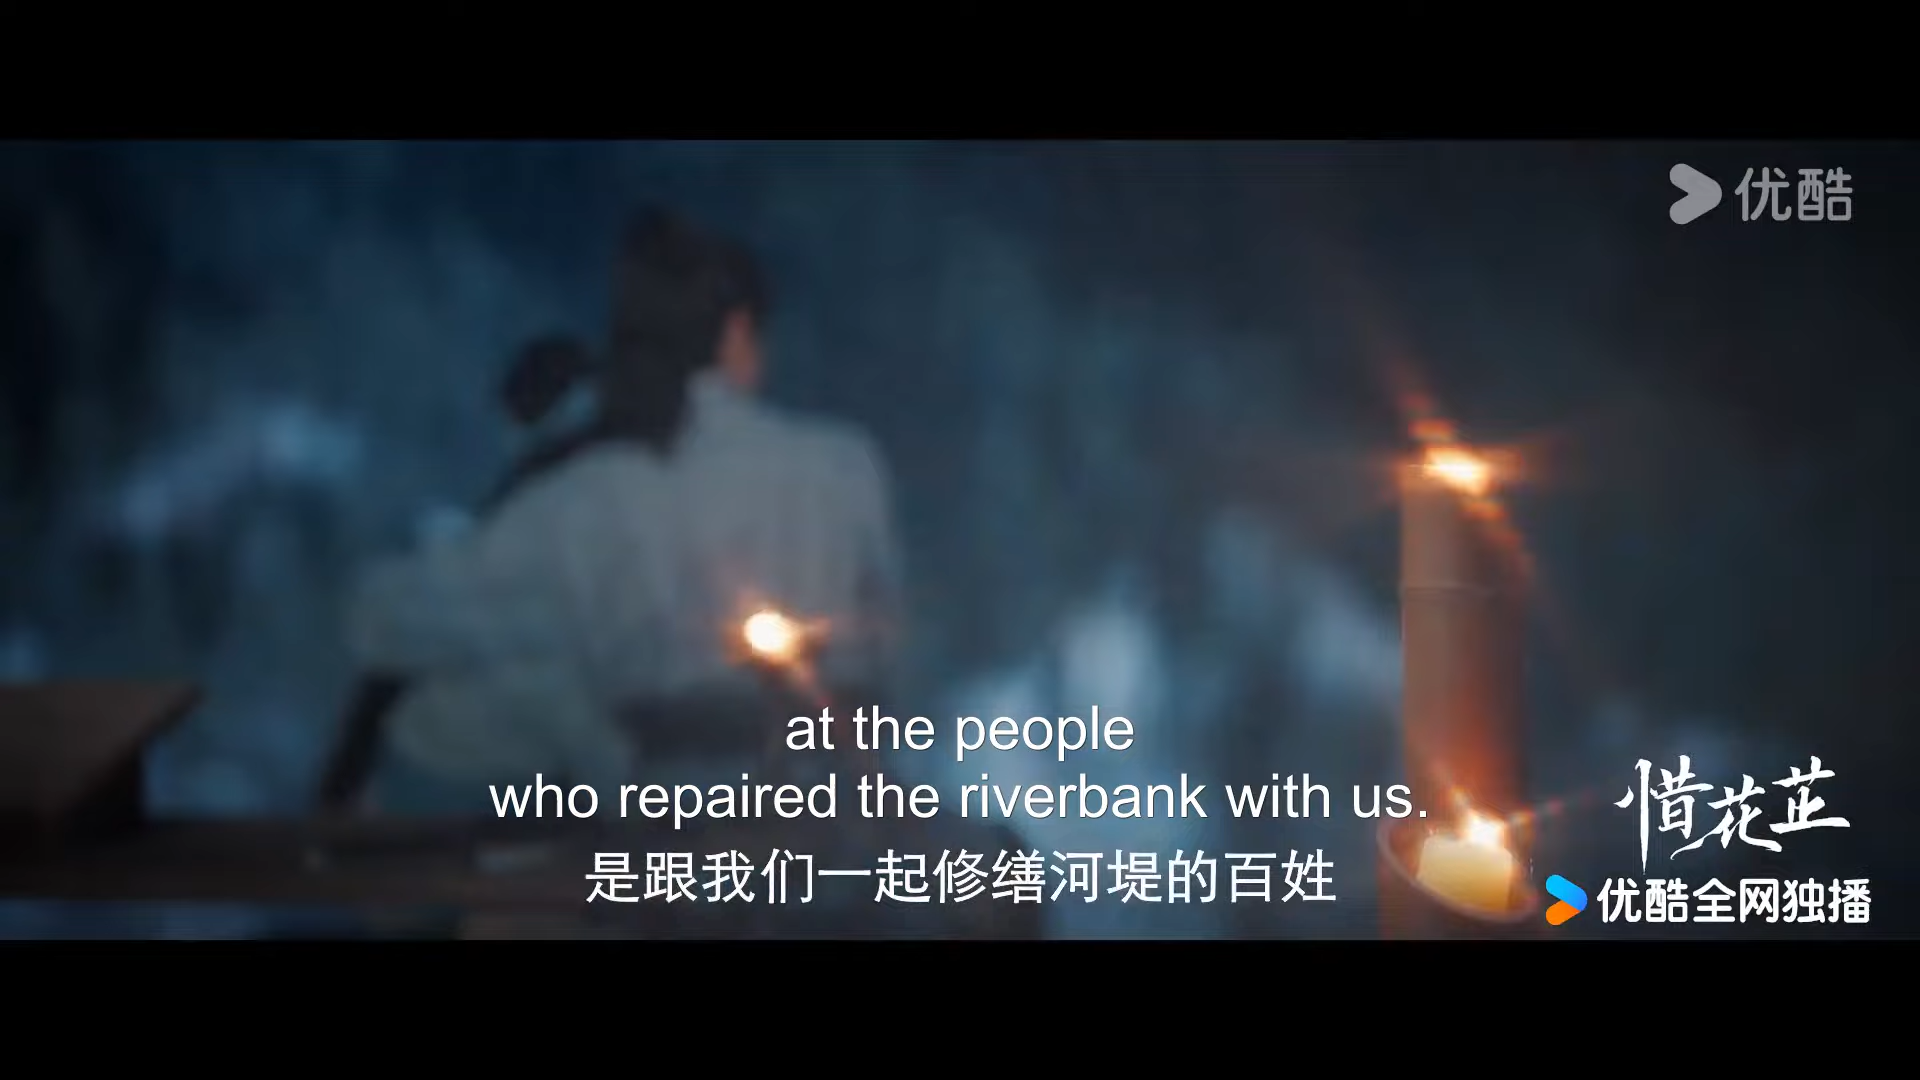 优酷
at the people
who repaired the riverbank with us.
是跟我们一起修缮河堤的百姓
惜花芷
优酷全网独播